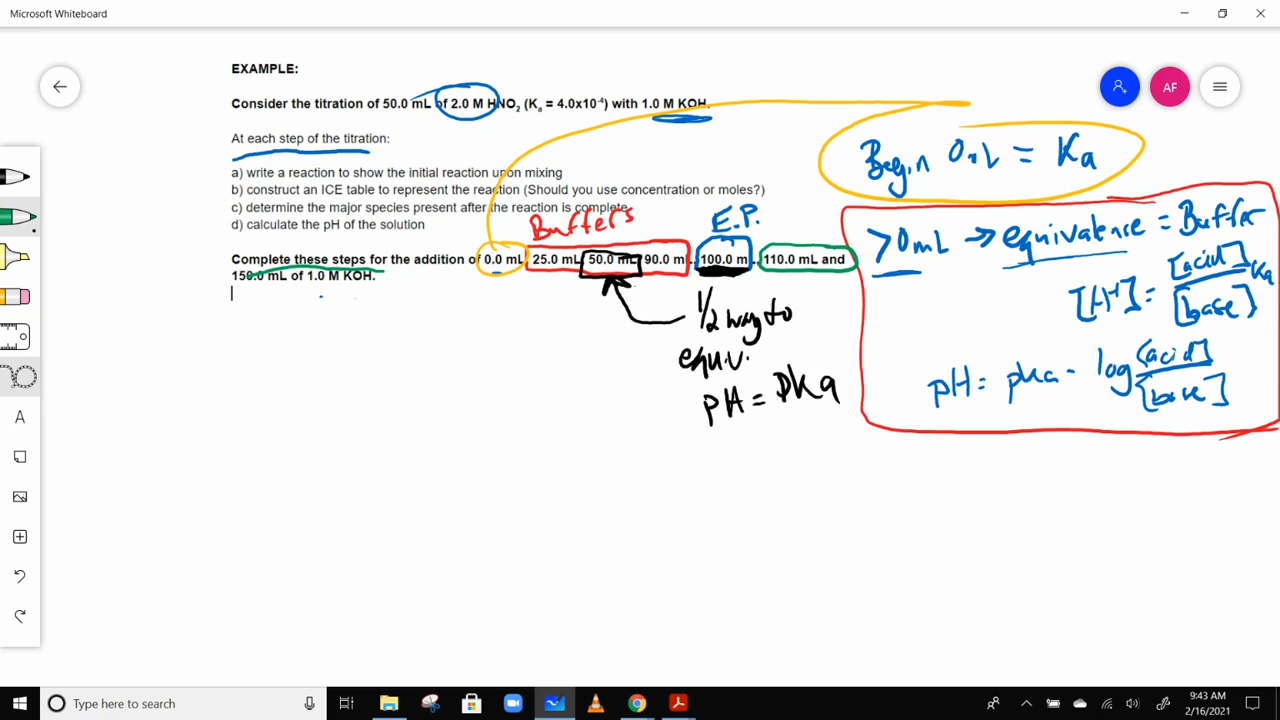 Microsoft Whiteboard
EXAMPLE:
Consider the titration of 50.0 mL of 2.0 M HNO₂ (Kₐ = 4.0x10⁻⁴) with 1.0 M KOH.
At each step of the titration:
a) write a reaction to show the initial reaction upon mixing
b) construct an ICE table to represent the reaction (Should you use concentration or moles?)
c) determine the major species present after the reaction is complete
d) calculate the pH of the solution
Complete these steps for the addition of 0.0 mL, 25.0 mL, 50.0 mL, 90.0 m 100.0 m 110.0 mL and
150.0 mL of 1.0 M KOH.
Buffers
E.P.
1/2 way to
equiv.
pH = pKa
Begin 0mL = Ka
>0mL → equivalence = Buffer
[H⁺] = [acid]/[base] Ka
pH = pKa - log [acid]/[base]
AF
A
Type here to search
9:43 AM
2/16/2021